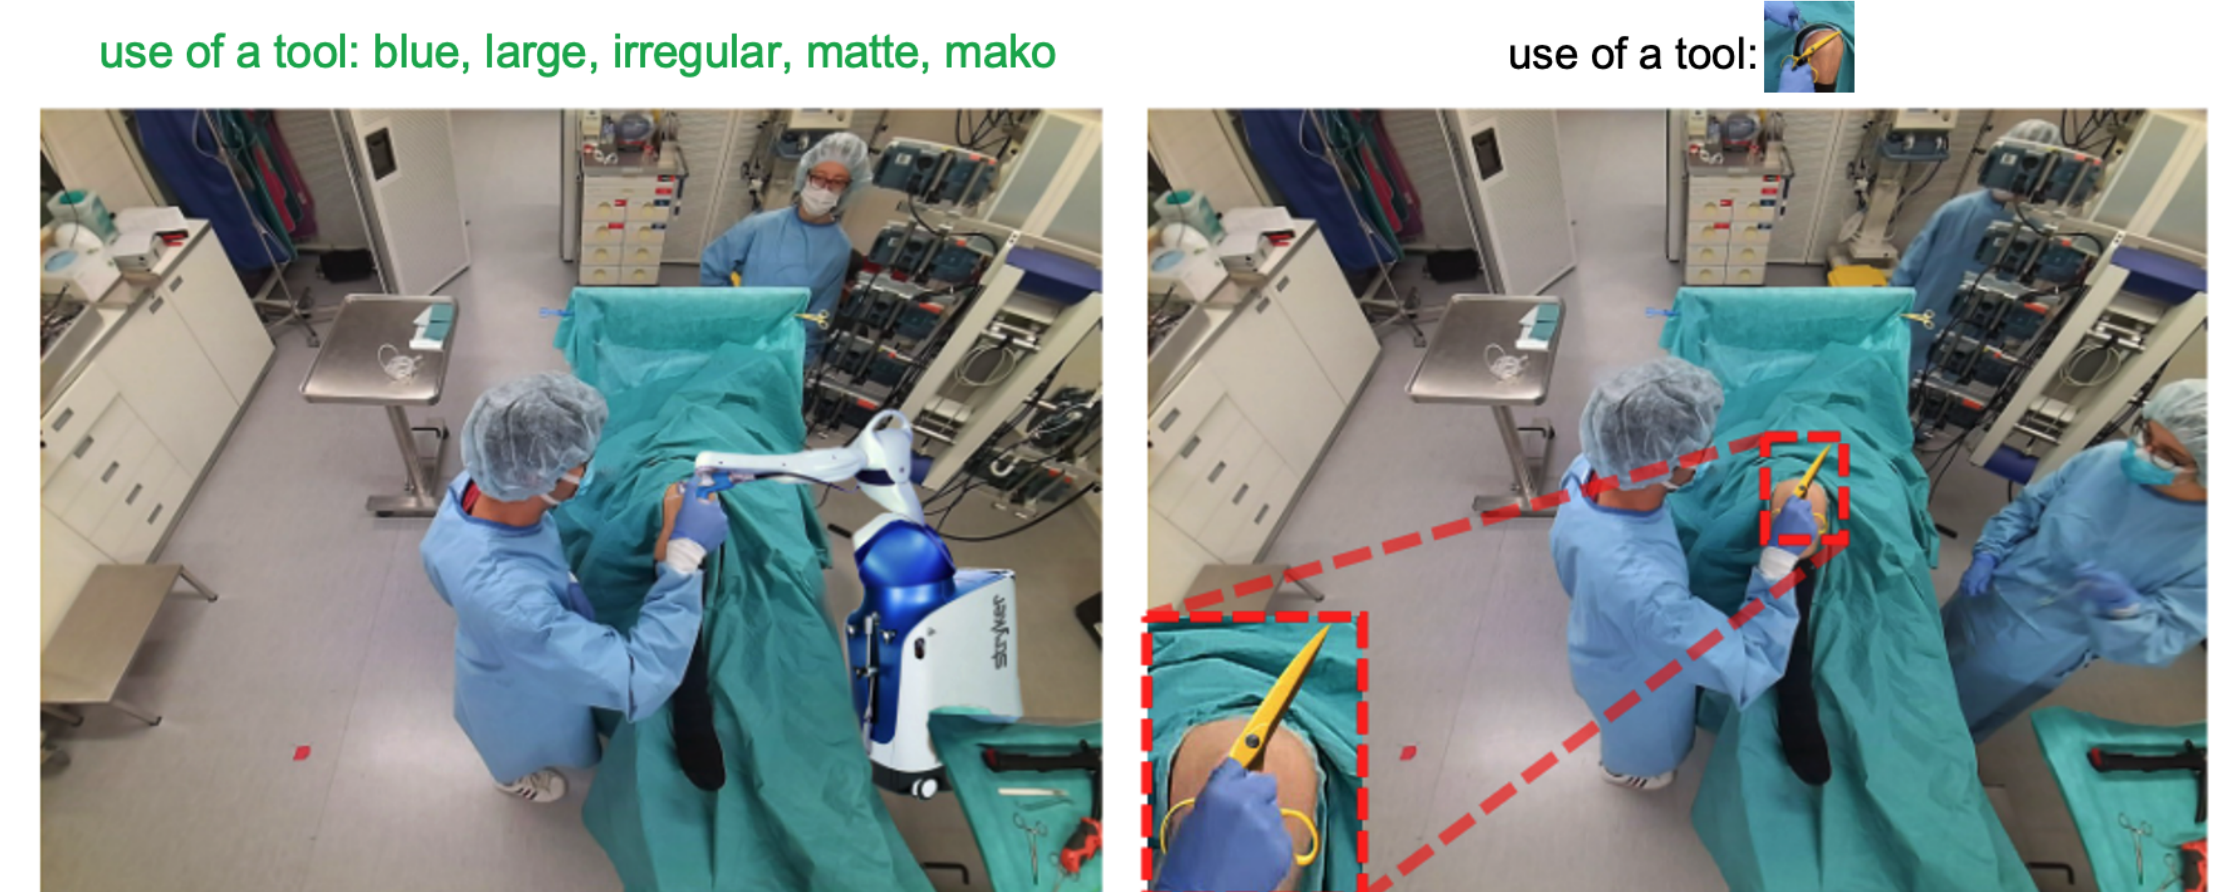 use of a tool: blue, large, irregular, matte, mako
use of a tool:
stryker